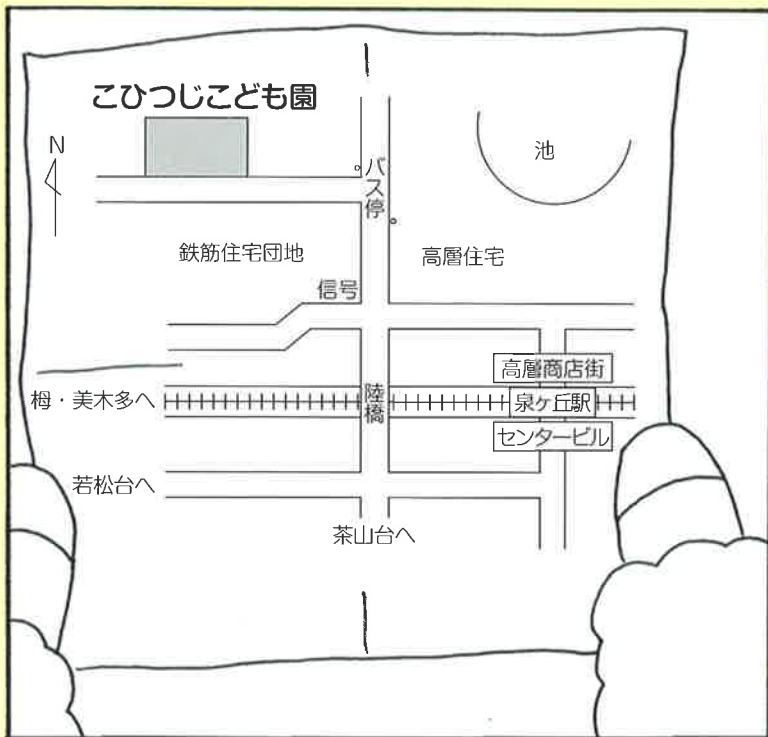 こひつじこども園
N
池
バス停
鉄筋住宅団地
高層住宅
信号
高層商店街
栂・美木多へ
陸橋
泉ヶ丘駅
センタービル
若松台へ
茶山台へ